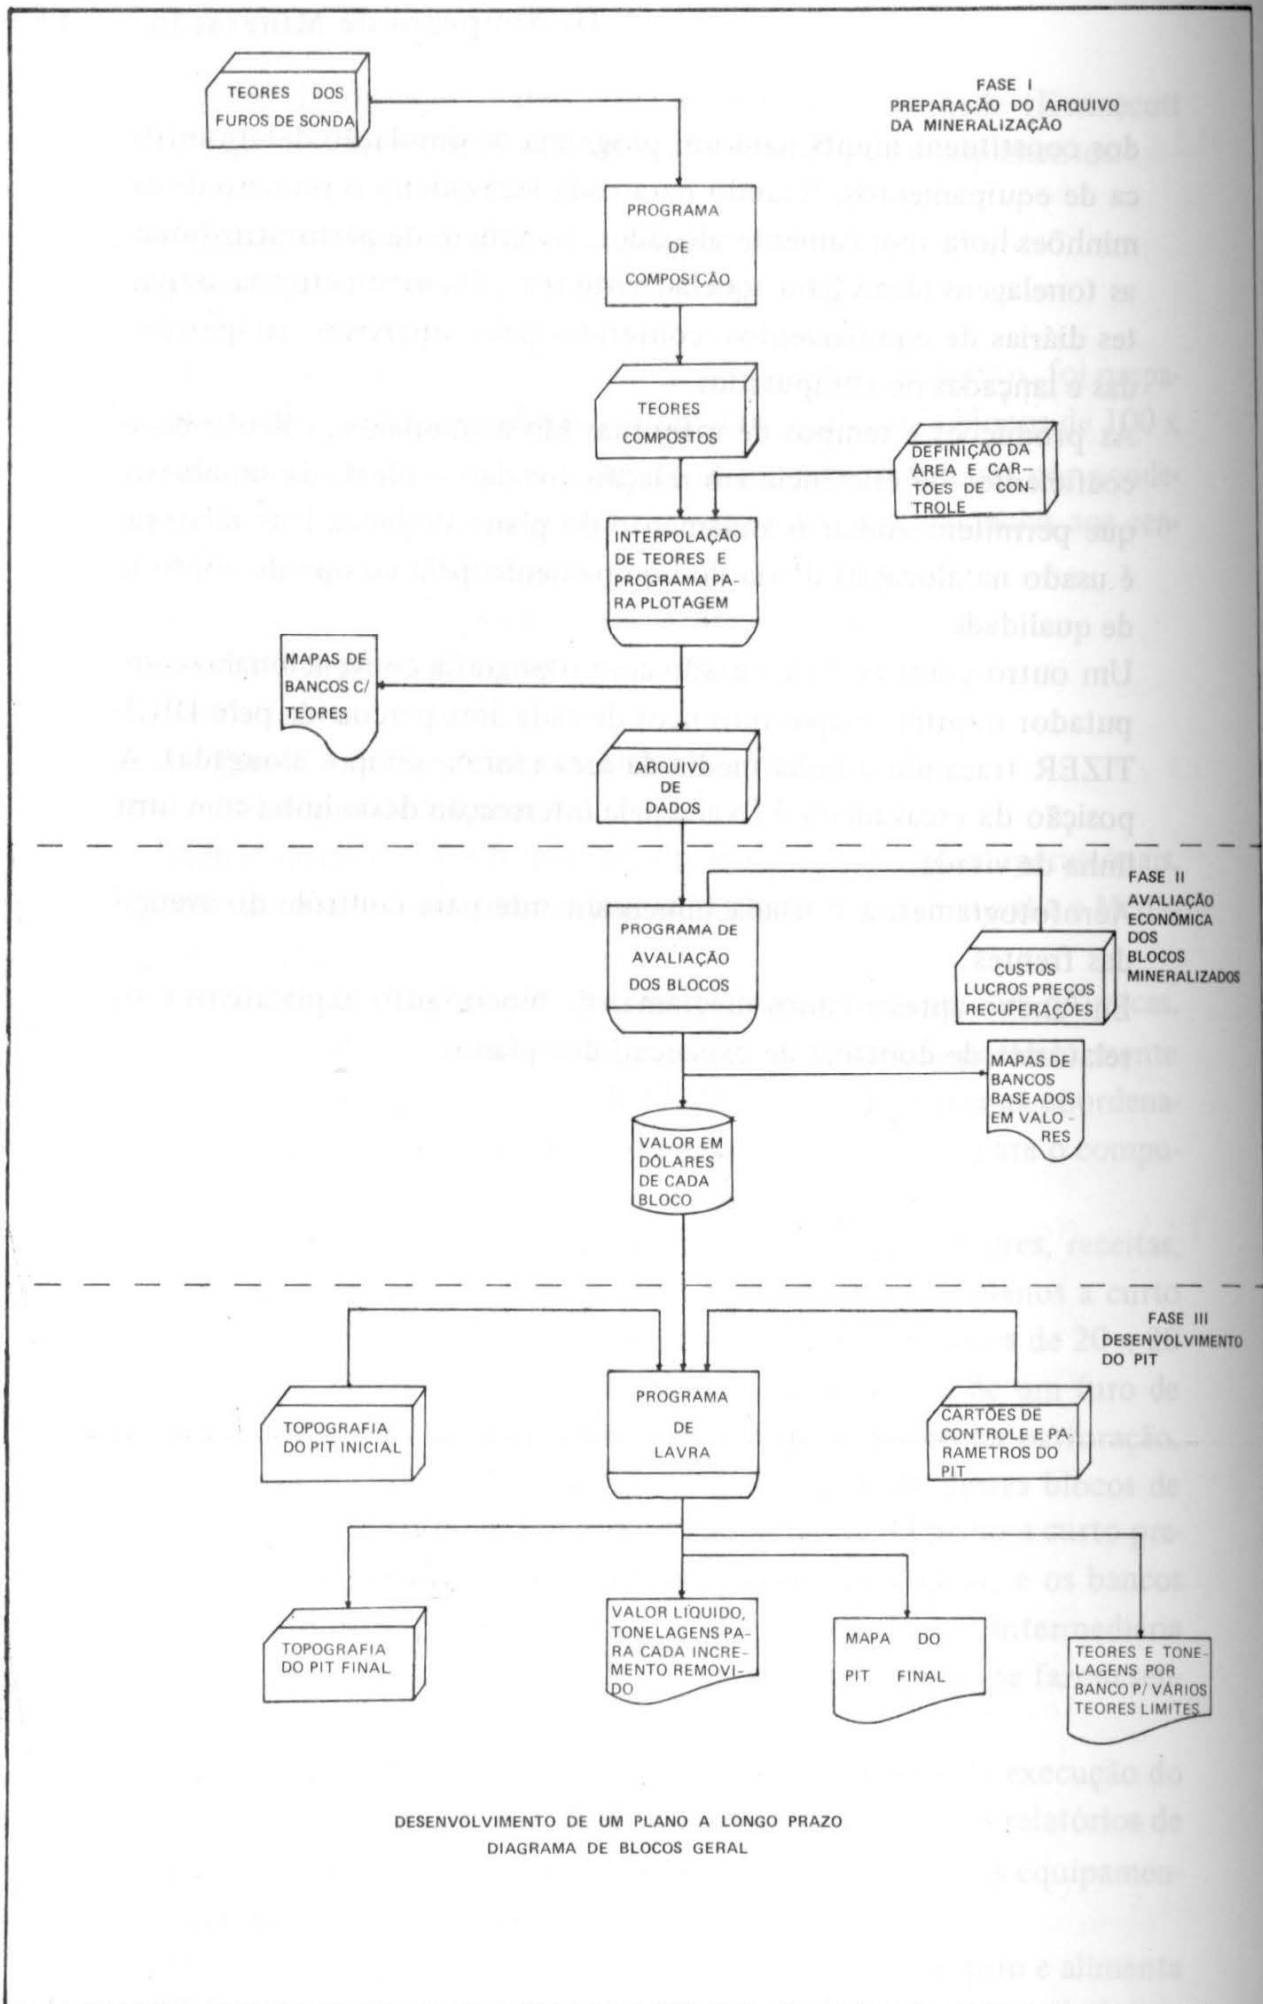 TEORES DOS
FUROS DE SONDA
FASE I
PREPARAÇÃO DO ARQUIVO
DA MINERALIZAÇÃO
PROGRAMA
DE
COMPOSIÇÃO
TEORES
COMPOSTOS
DEFINIÇÃO DA
ÁREA E CAR-
TÕES DE CON-
TROLE
INTERPOLAÇÃO
DE TEORES E
PROGRAMA PA-
RA PLOTAGEM
MAPAS DE
BANCOS C/
TEORES
ARQUIVO
DE
DADOS
FASE II
AVALIAÇÃO
ECONÔMICA
DOS
BLOCOS
MINERALIZADOS
PROGRAMA DE
AVALIAÇÃO
DOS BLOCOS
CUSTOS
LUCROS PREÇOS
RECUPERAÇÕES
MAPAS DE
BANCOS
BASEADOS
EM VALO-
RES
VALOR EM
DÓLARES
DE CADA
BLOCO
FASE III
DESENVOLVIMENTO
DO PIT
TOPOGRAFIA
DO PIT INICIAL
PROGRAMA
DE
LAVRA
CARTÕES DE
CONTROLE E PA-
RAMETROS DO
PIT
TOPOGRAFIA
DO PIT FINAL
VALOR LÍQUIDO,
TONELAGENS PA-
RA CADA INCRE-
MENTO REMOVI-
DO
MAPA DO
PIT FINAL
TEORES E TONE-
LAGENS POR
BANCO P/ VÁRIOS
TEORES LIMITES
DESENVOLVIMENTO DE UM PLANO A LONGO PRAZO
DIAGRAMA DE BLOCOS GERAL